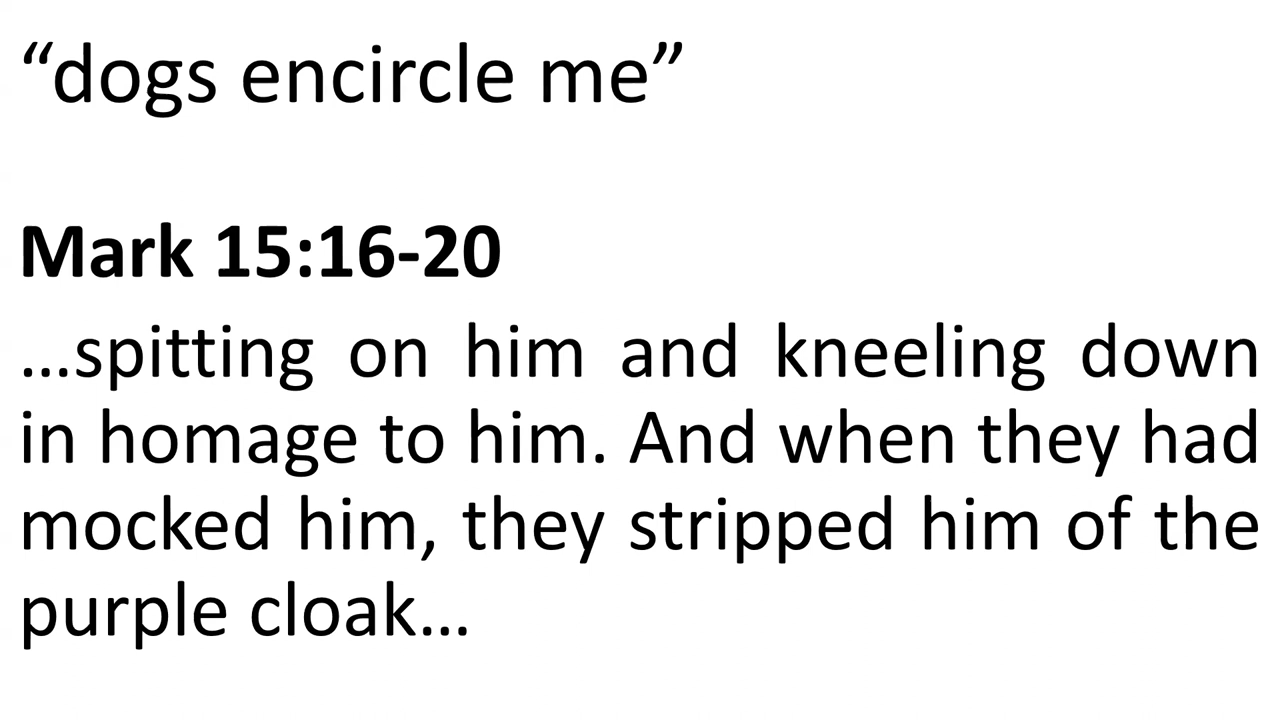 “dogs encircle me”
Mark 15:16-20
…spitting on him and kneeling down
in homage to him. And when they had
mocked him, they stripped him of the
purple cloak…